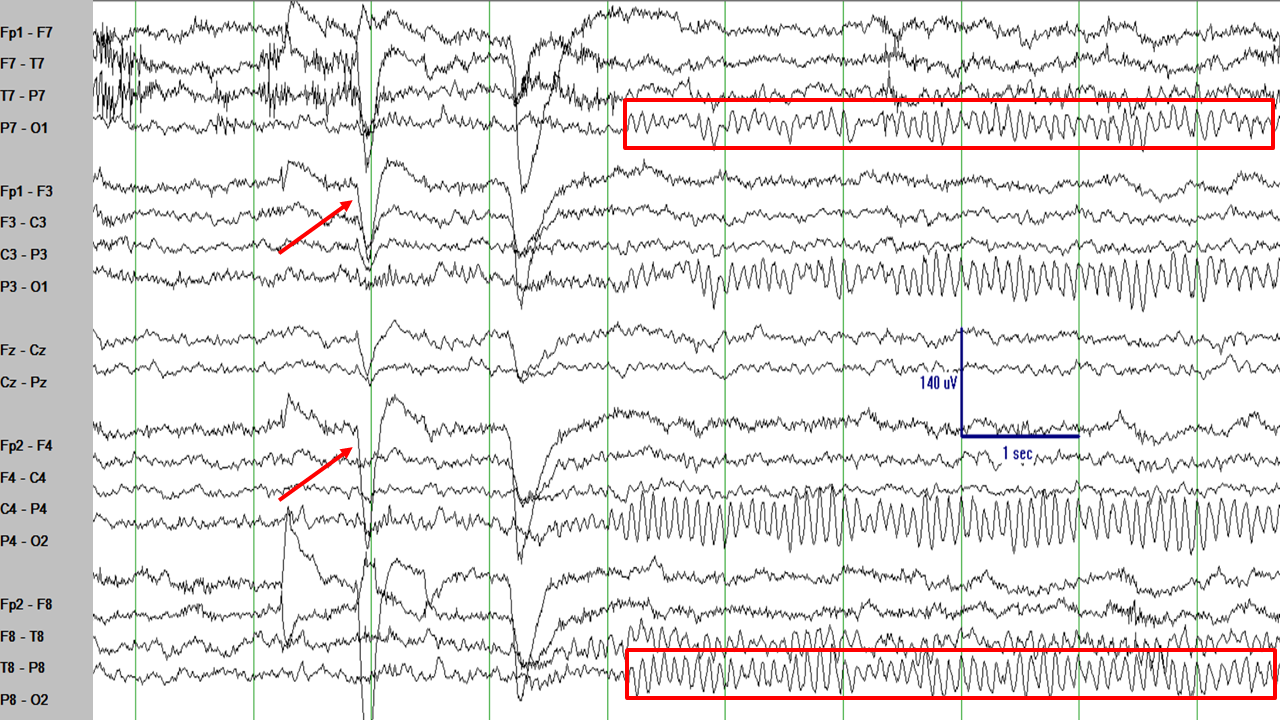 Fp1 - F7
F7 - T7
T7 - P7
P7 - O1
Fp1 - F3
F3 - C3
C3 - P3
P3 - O1
Fz - Cz
Cz - Pz
140 uV
Fp2 - F4
1 sec
F4 - C4
C4 - P4
P4 - O2
Fp2 - F8
F8 - T8
T8 - P8
P8 - O2